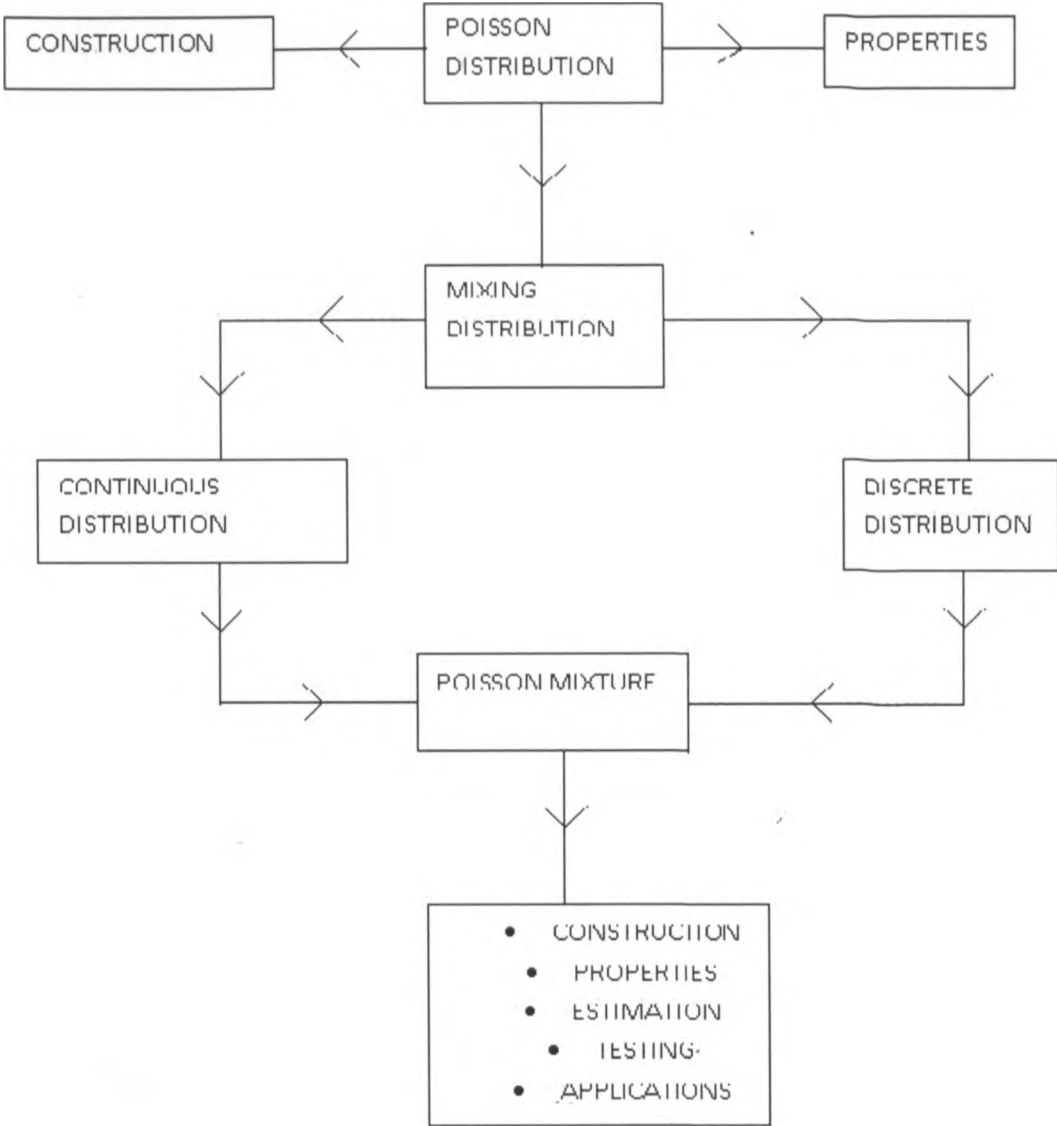 CONSTRUCTION
POISSON
DISTRIBUTION
PROPERTIES
MIXING
DISTRIBUTION
CONTINUOUS
DISTRIBUTION
DISCRETE
DISTRIBUTION
POISSON MIXTURE
• CONSTRUCTION
• PROPERTIES
• ESTIMATION
• TESTING
• APPLICATIONS